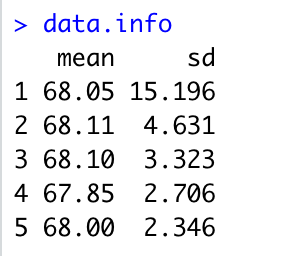 > data.info
mean sd
1 68.05 15.196
2 68.11 4.631
3 68.10 3.323
4 67.85 2.706
5 68.00 2.346